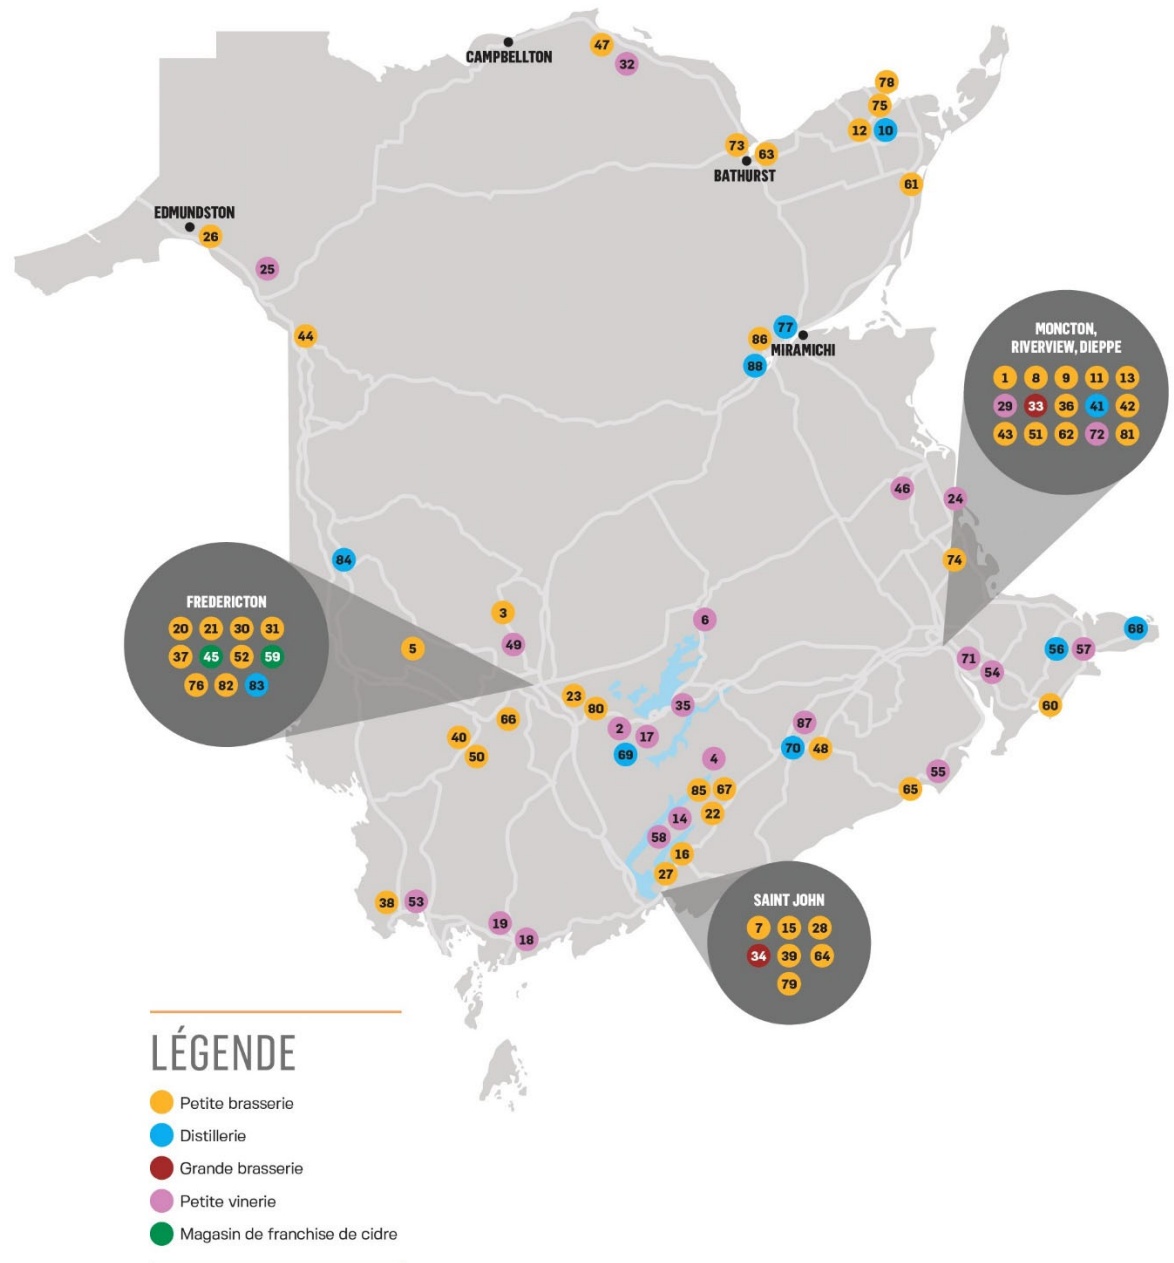 47
CAMPBELLTON
32
78
75
12 10
73
63
BATHURST
61
EDMUNDSTON
26
25
44
77
86
MIRAMICHI
88
MONCTON,
RIVERVIEW, DIEPPE
1 8 9 11 13
29 33 36 41 42
43 51 62 72 81
46
24
84
74
FREDERICTON
20 21 30 31
37 45 52 59
76 82 83
3
5
49
6
68
56 57
71
54
23
80
35
60
66
40
50
2
17
69
87
70 48
4
55
65
85 67
14
22
58
16
27
38 53
19
18
SAINT JOHN
7 15 28
34 39 64
79
LÉGENDE
Petite brasserie
Distillerie
Grande brasserie
Petite vinerie
Magasin de franchise de cidre